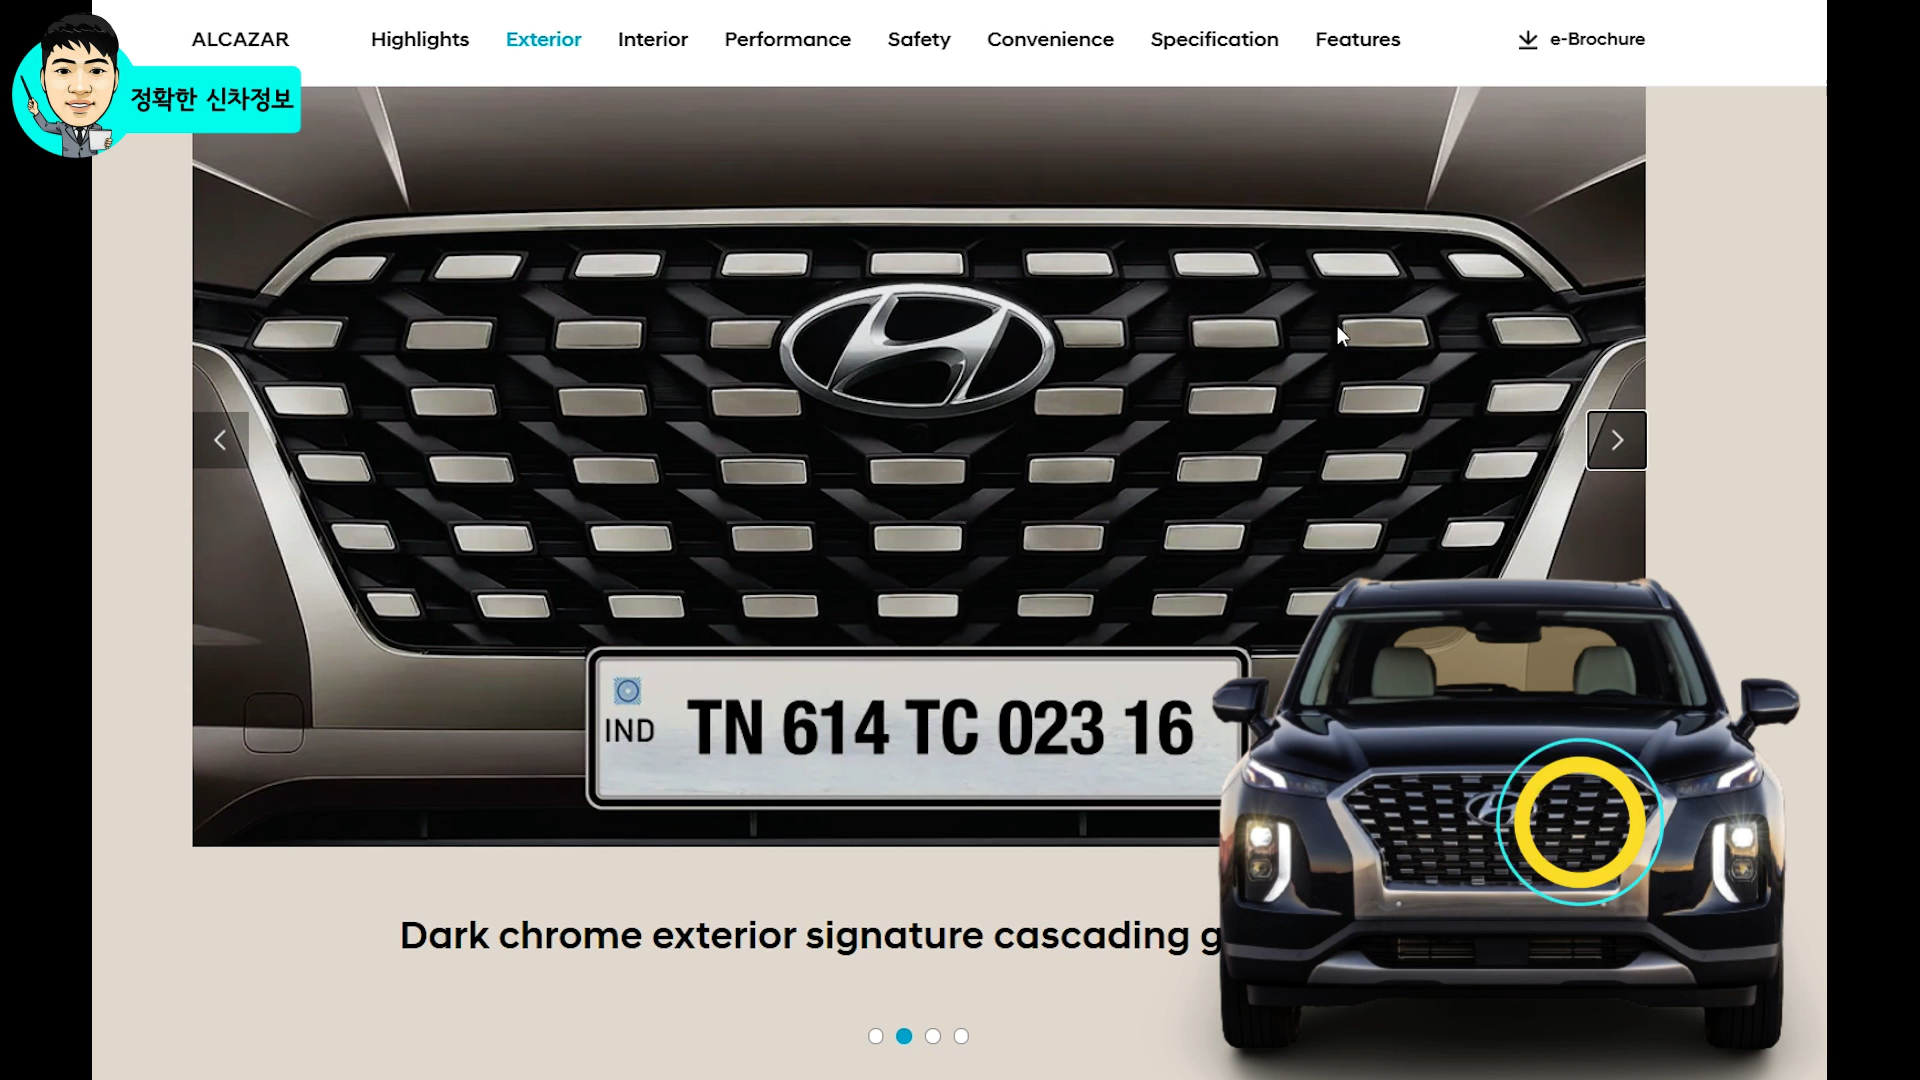 ALCAZAR Highlights Exterior Interior Performance Safety Convenience Specification Features e-Brochure
정확한 신차정보
IND TN 614 TC 023 16
Dark chrome exterior signature cascading g